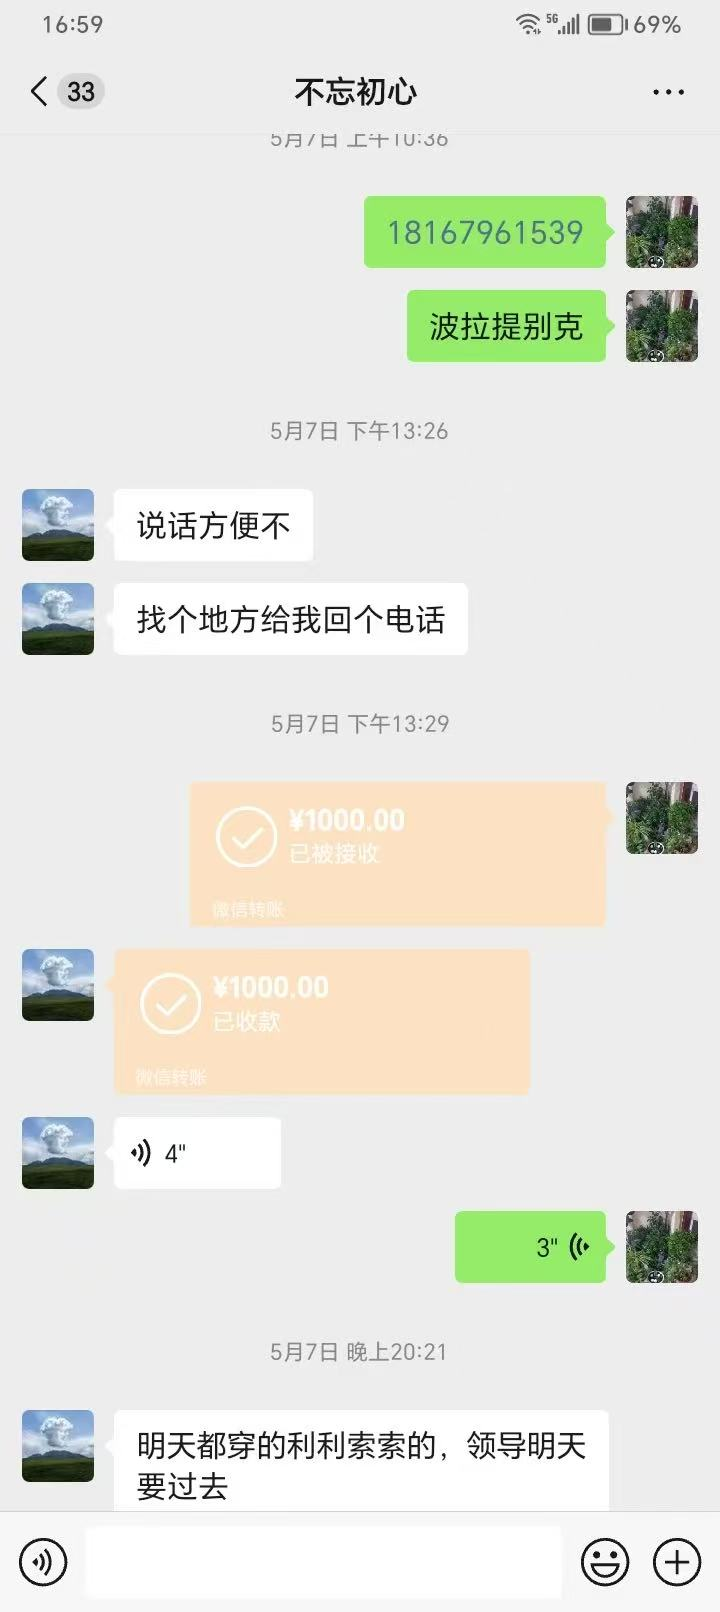 16:59
5G
69%
33
不忘初心
5月7日 上午10:36
18167961539
波拉提别克
5月7日 下午13:26
说话方便不
找个地方给我回个电话
5月7日 下午13:29
¥1000.00
已被接收
微信转账
¥1000.00
已收款
微信转账
4"
3"
5月7日 晚上20:21
明天都穿的利利索索的，领导明天
要过去